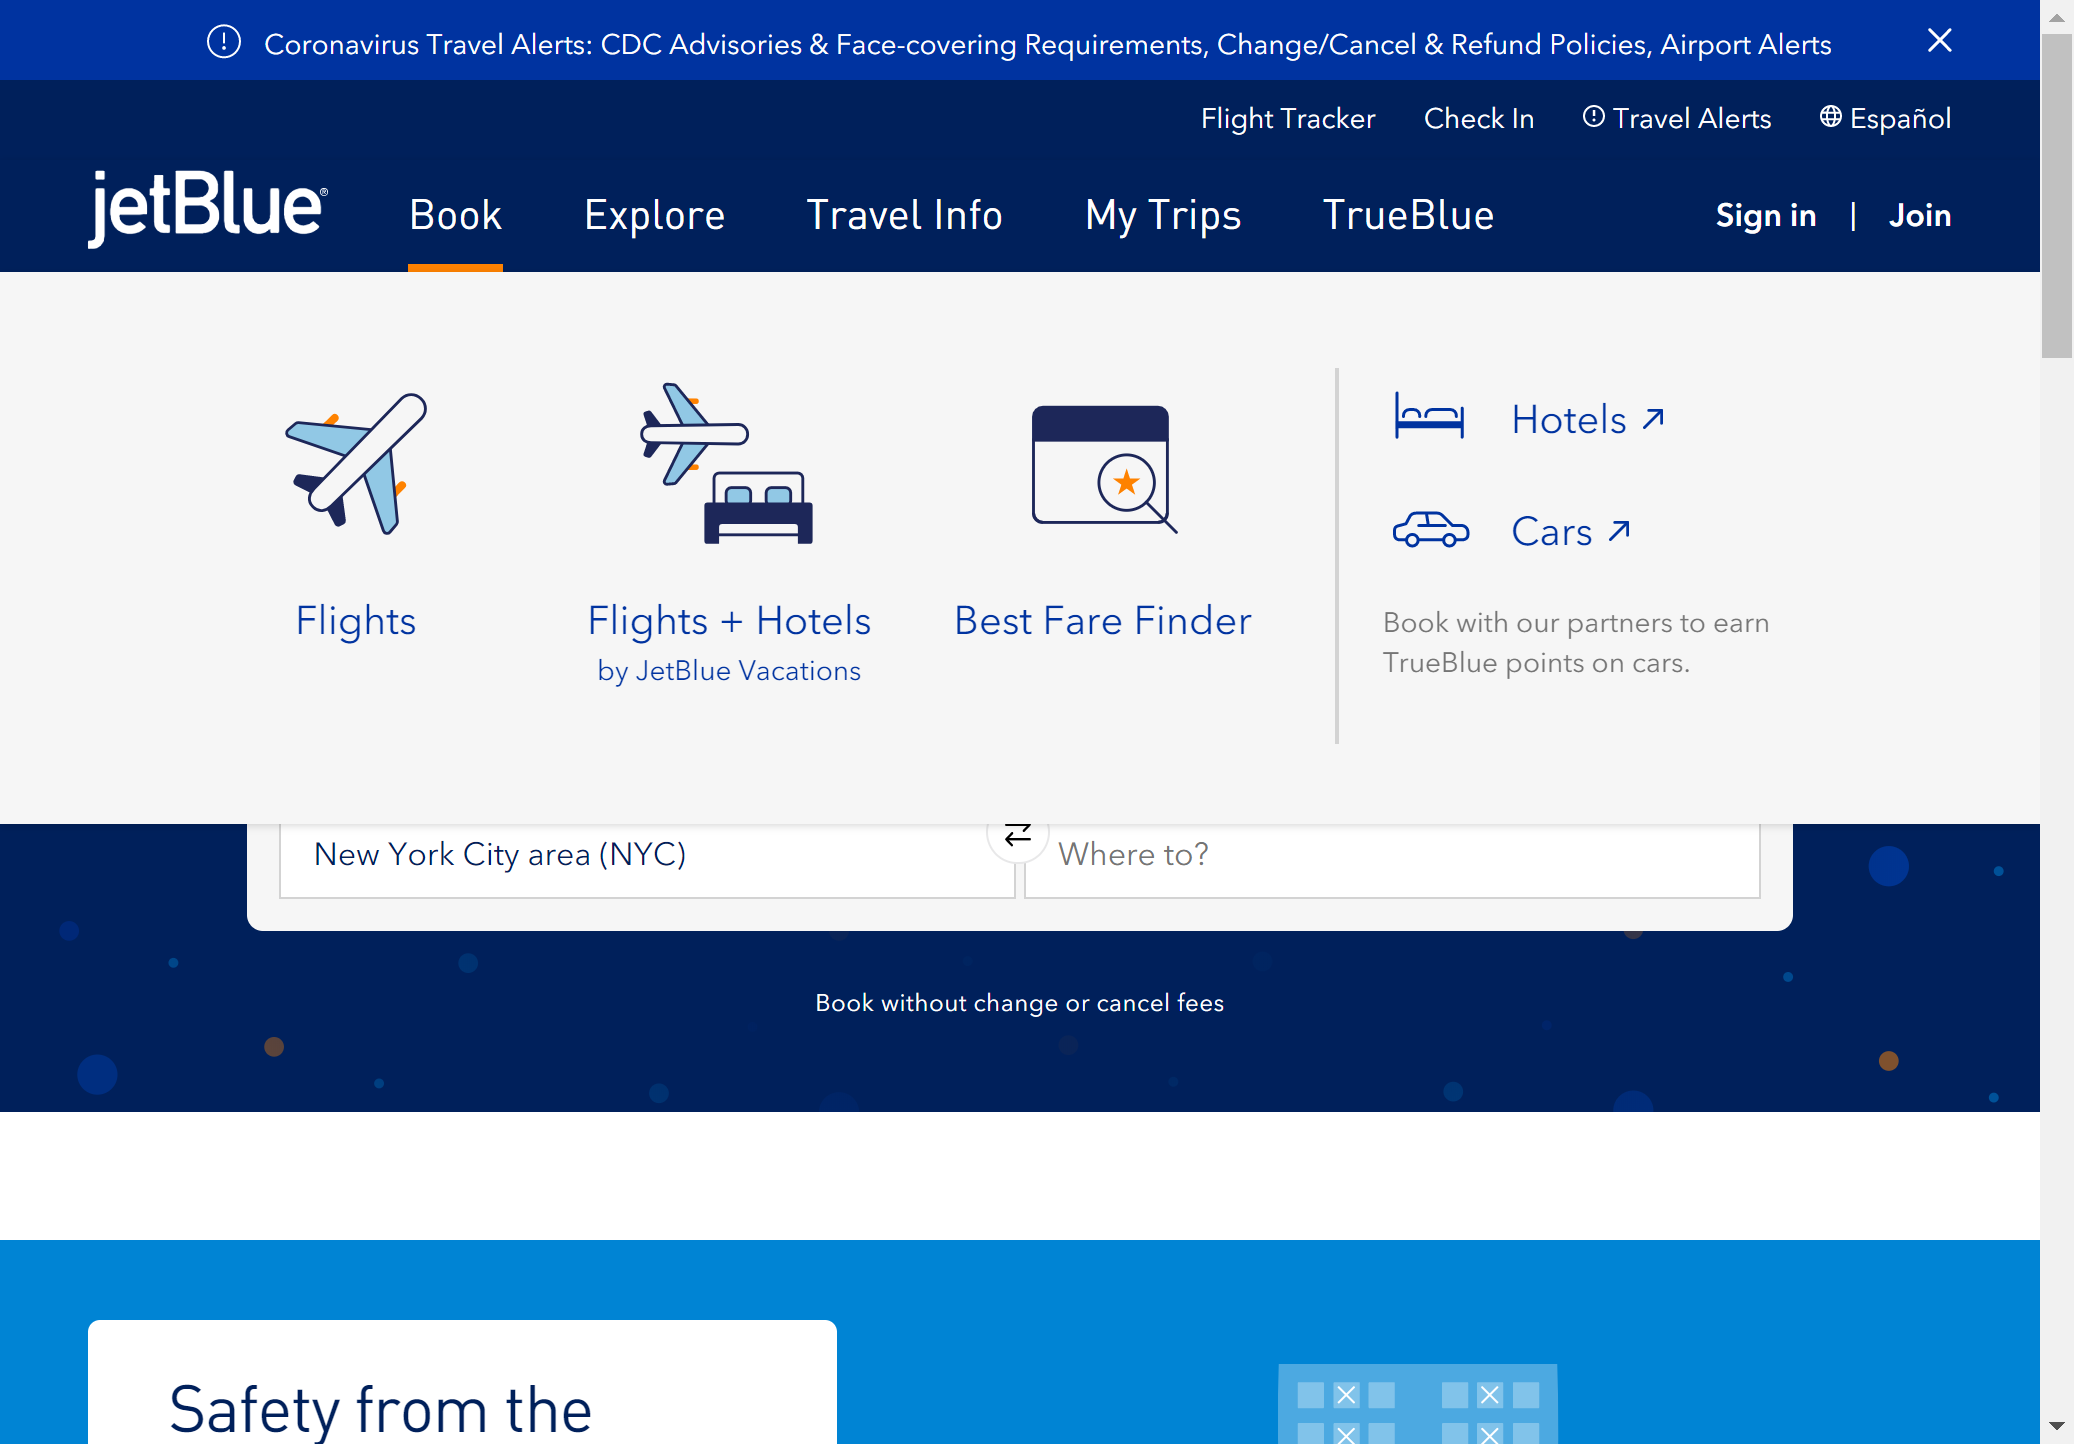 Coronavirus Travel Alerts: CDC Advisories & Face-covering Requirements, Change/Cancel & Refund Policies, Airport Alerts
Flight Tracker Check In Travel Alerts Español
jetBlue® Book Explore Travel Info My Trips TrueBlue Sign in | Join
Hotels
Cars
Flights
Flights + Hotels
by JetBlue Vacations
Best Fare Finder
Book with our partners to earn
TrueBlue points on cars.
New York City area (NYC) Where to?
Book without change or cancel fees
Safety from the